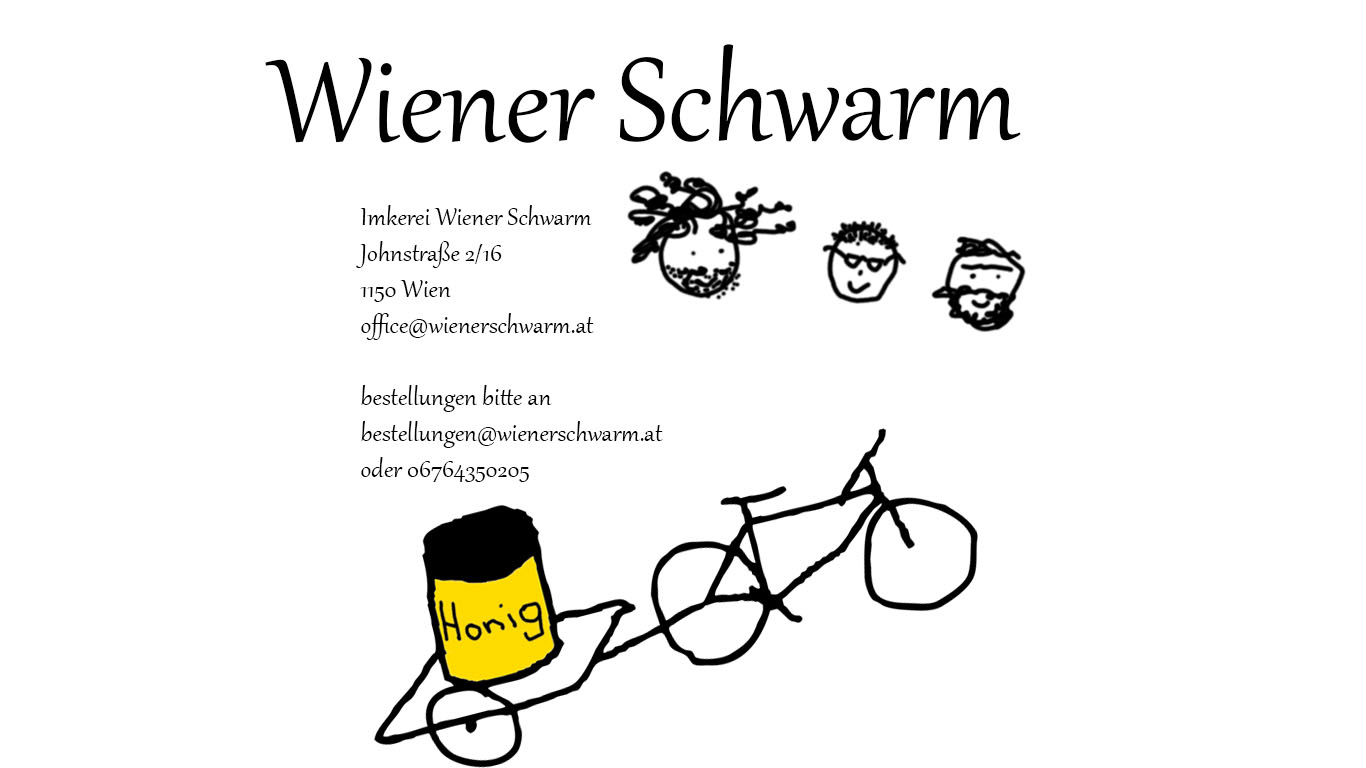 Wiener Schwarm
Imkerei Wiener Schwarm
Johnstraße 2/16
1150 Wien
office@wienerschwarm.at
bestellungen bitte an
bestellungen@wienerschwarm.at
oder 06764350205
Honig